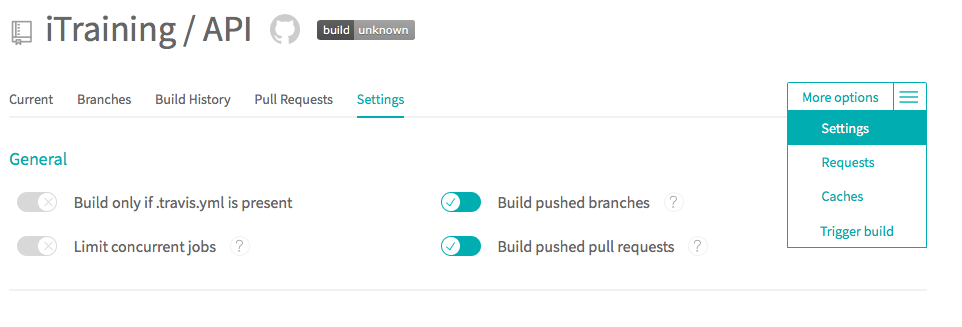 iTraining / API
build unknown
Current Branches Build History Pull Requests Settings
More options
Settings
Requests
Caches
Trigger build
General
Build only if .travis.yml is present
Build pushed branches ?
Limit concurrent jobs ?
Build pushed pull requests ?